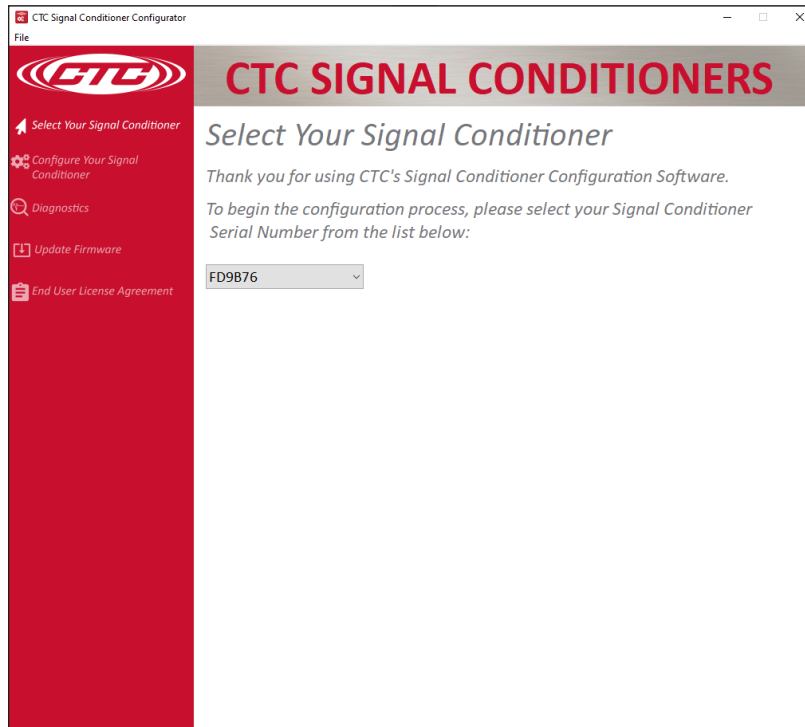 CTC Signal Conditioner Configurator
File
CTC
CTC SIGNAL CONDITIONERS
Select Your Signal Conditioner
Configure Your Signal
Conditioner
Diagnostics
Update Firmware
End User License Agreement
Select Your Signal Conditioner
Thank you for using CTC's Signal Conditioner Configuration Software.
To begin the configuration process, please select your Signal Conditioner
Serial Number from the list below:
FD9B76